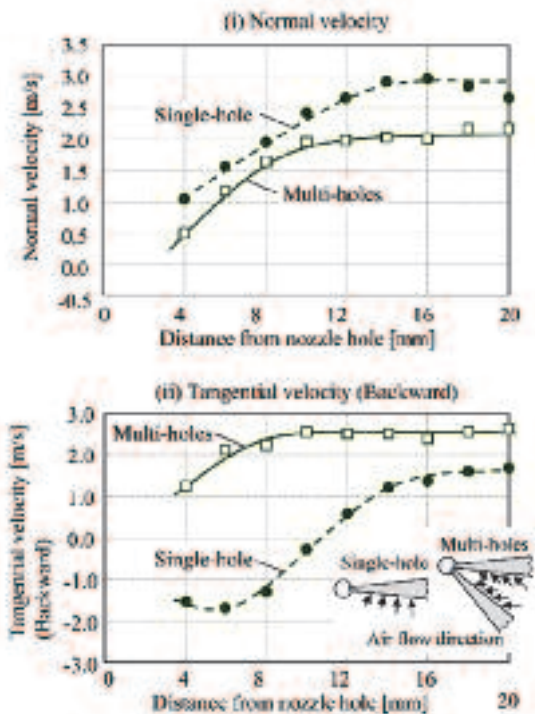 (i) Normal velocity
Normal velocity [m/s]
3.5
3.0
2.5
2.0
1.5
1.0
0.5
0.0
-0.5
Single-hole
Multi-holes
0 4 8 12 16 20
Distance from nozzle hole [mm]
(ii) Tangential velocity (Backward)
Tangential velocity [m/s]
(Backward)
3.0
2.0
1.0
0.0
-1.0
-2.0
-3.0
Multi-holes
Single-hole
Single-hole
Multi-holes
Air flow direction
0 4 8 12 16 20
Distance from nozzle hole [mm]